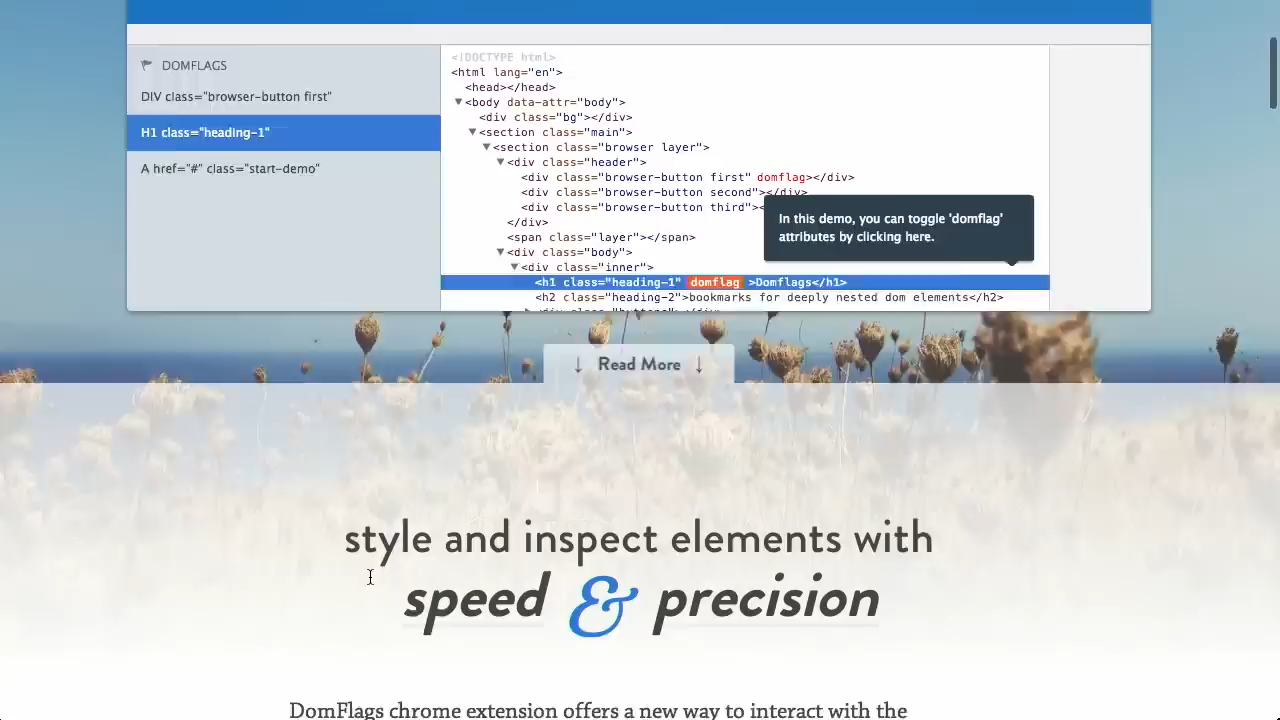 DOMFLAGS
DIV class="browser-button first"
H1 class="heading-1"
A href="#" class="start-demo"
<!DOCTYPE html>
<html lang="en">
<head></head>
▼<body data-attr="body">
<div class="bg"></div>
▼<section class="main">
▼<section class="browser layer">
▼<div class="header">
<div class="browser-button first" domflag></div>
<div class="browser-button second"></div>
<div class="browser-button third">
</div>
<span class="layer"></span>
▼<div class="body">
▼<div class="inner">
<h1 class="heading-1" domflag >Domflags</h1>
<h2 class="heading-2">bookmarks for deeply nested dom elements</h2>
In this demo, you can toggle 'domflag'
attributes by clicking here.
↓ Read More ↓
style and inspect elements with
speed & precision
DomFlags chrome extension offers a new way to interact with the